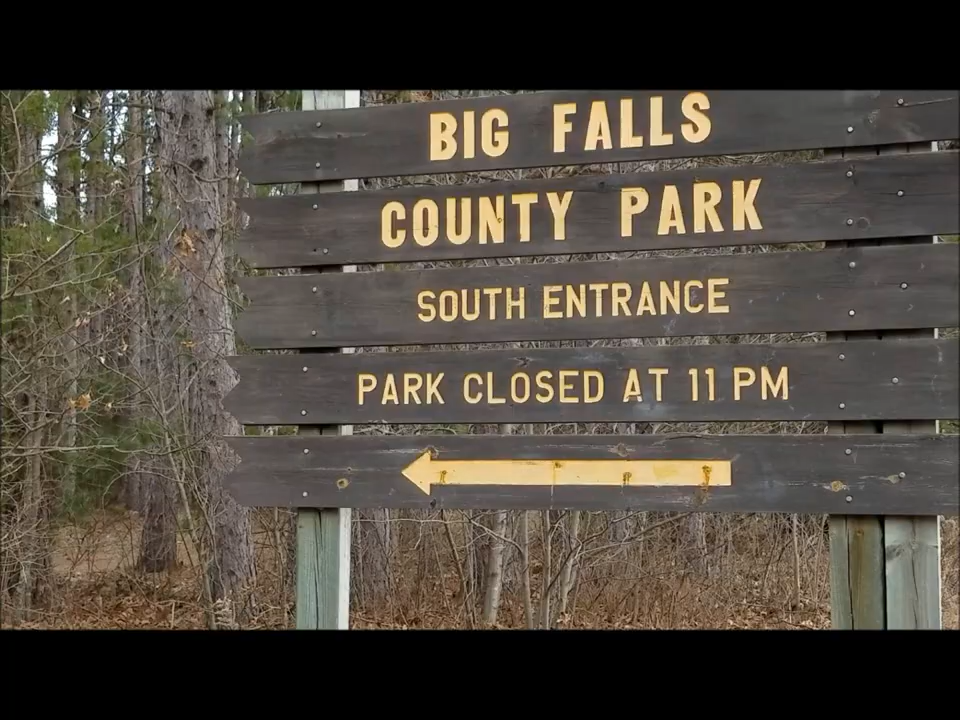 BIG FALLS
COUNTY PARK
SOUTH ENTRANCE
PARK CLOSED AT 11 PM